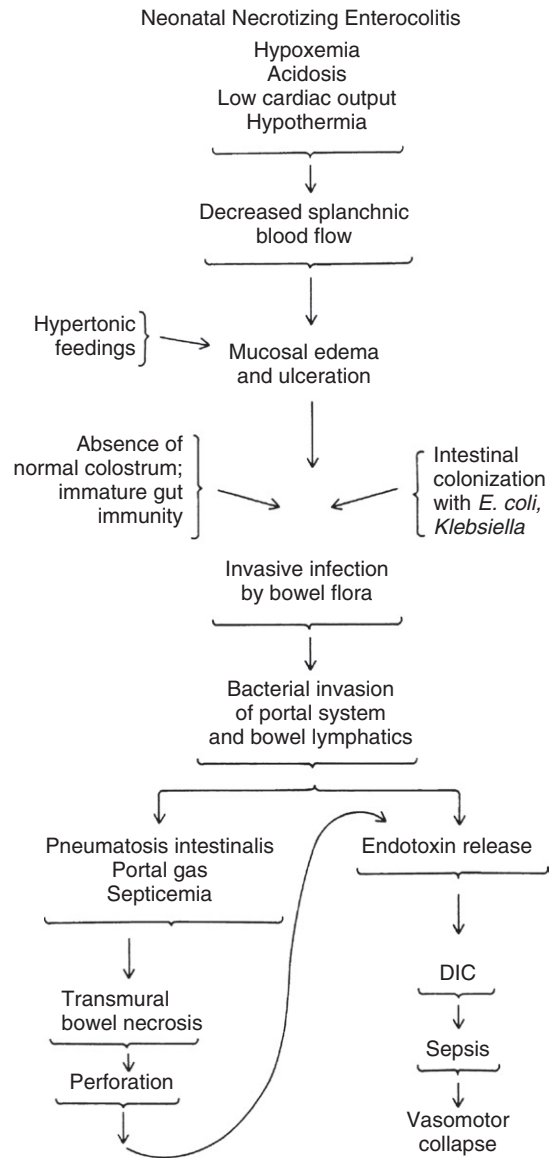 Neonatal Necrotizing Enterocolitis
Hypoxemia
Acidosis
Low cardiac output
Hypothermia
Decreased splanchnic
blood flow
Hypertonic
feedings
Mucosal edema
and ulceration
Absence of
normal colostrum;
immature gut
immunity
Intestinal
colonization
with E. coli,
Klebsiella
Invasive infection
by bowel flora
Bacterial invasion
of portal system
and bowel lymphatics
Pneumatosis intestinalis
Portal gas
Septicemia
Endotoxin release
Transmural
bowel necrosis
Perforation
DIC
Sepsis
Vasomotor
collapse